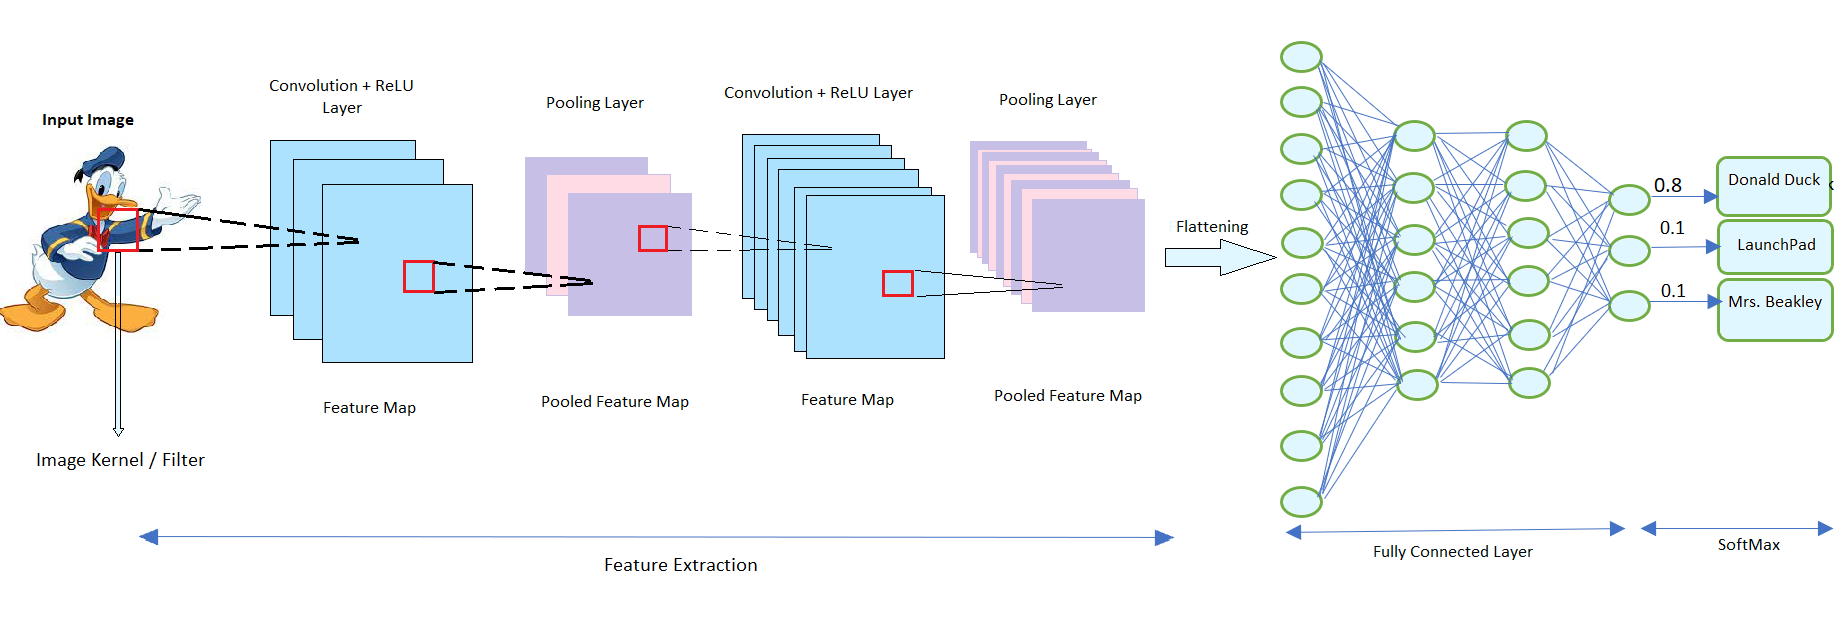 Input Image
Convolution + ReLU
Layer
Pooling Layer
Convolution + ReLU Layer
Pooling Layer
Flattening
0.8
Donald Duck
0.1
LaunchPad
0.1
Mrs. Beakley
Feature Map
Pooled Feature Map
Feature Map
Pooled Feature Map
Image Kernel / Filter
Feature Extraction
Fully Connected Layer
SoftMax